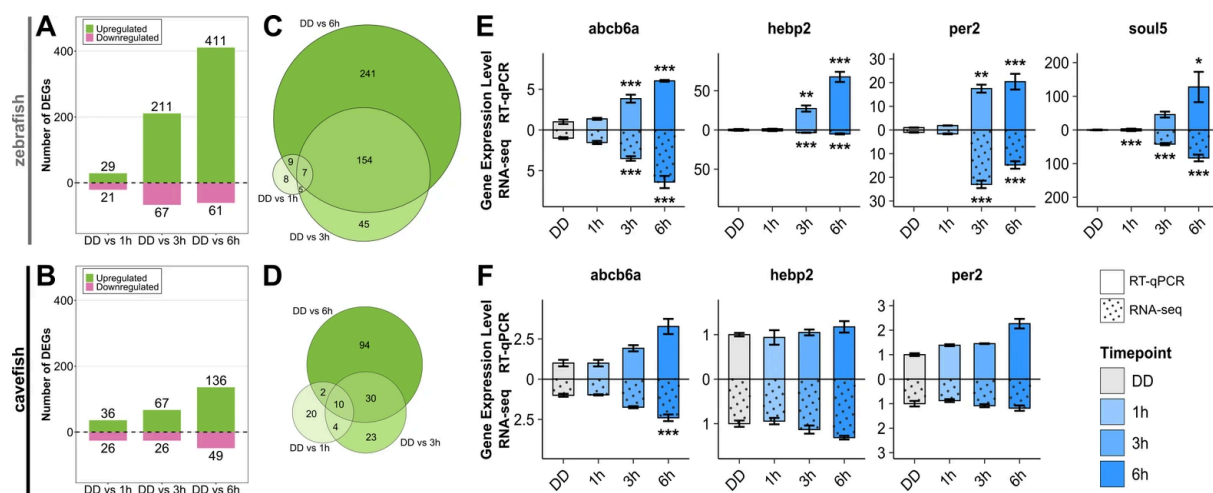 zebrafish
A
Upregulated
Downregulated
Number of DEGs
400
200
0
29
21
211
67
411
61
DD vs 1h DD vs 3h DD vs 6h
C
DD vs 6h
241
154
9
7
8
5
DD vs 1h
45
DD vs 3h
E
Gene Expression Level
RNA-seq RT-qPCR
abcb6a
10
5
0
5
10
*** ***
*** ***
DD 1h 3h 6h
hebp2
100
50
0
50
100
** ***
*** ***
DD 1h 3h 6h
per2
30
20
10
0
10
20
30
** ***
*** ***
DD 1h 3h 6h
soul5
200
100
0
100
200
*
*** *** ***
DD 1h 3h 6h
cavefish
B
Upregulated
Downregulated
Number of DEGs
400
200
0
36
26
67
26
136
49
DD vs 1h DD vs 3h DD vs 6h
D
DD vs 6h
94
2
10
30
20
4
23
DD vs 1h
DD vs 3h
F
Gene Expression Level
RNA-seq RT-qPCR
abcb6a
2.5
0
2.5
***
DD 1h 3h 6h
hebp2
1
0
1
DD 1h 3h 6h
per2
3
2
1
0
1
2
3
DD 1h 3h 6h
RT-qPCR
RNA-seq
Timepoint
DD
1h
3h
6h